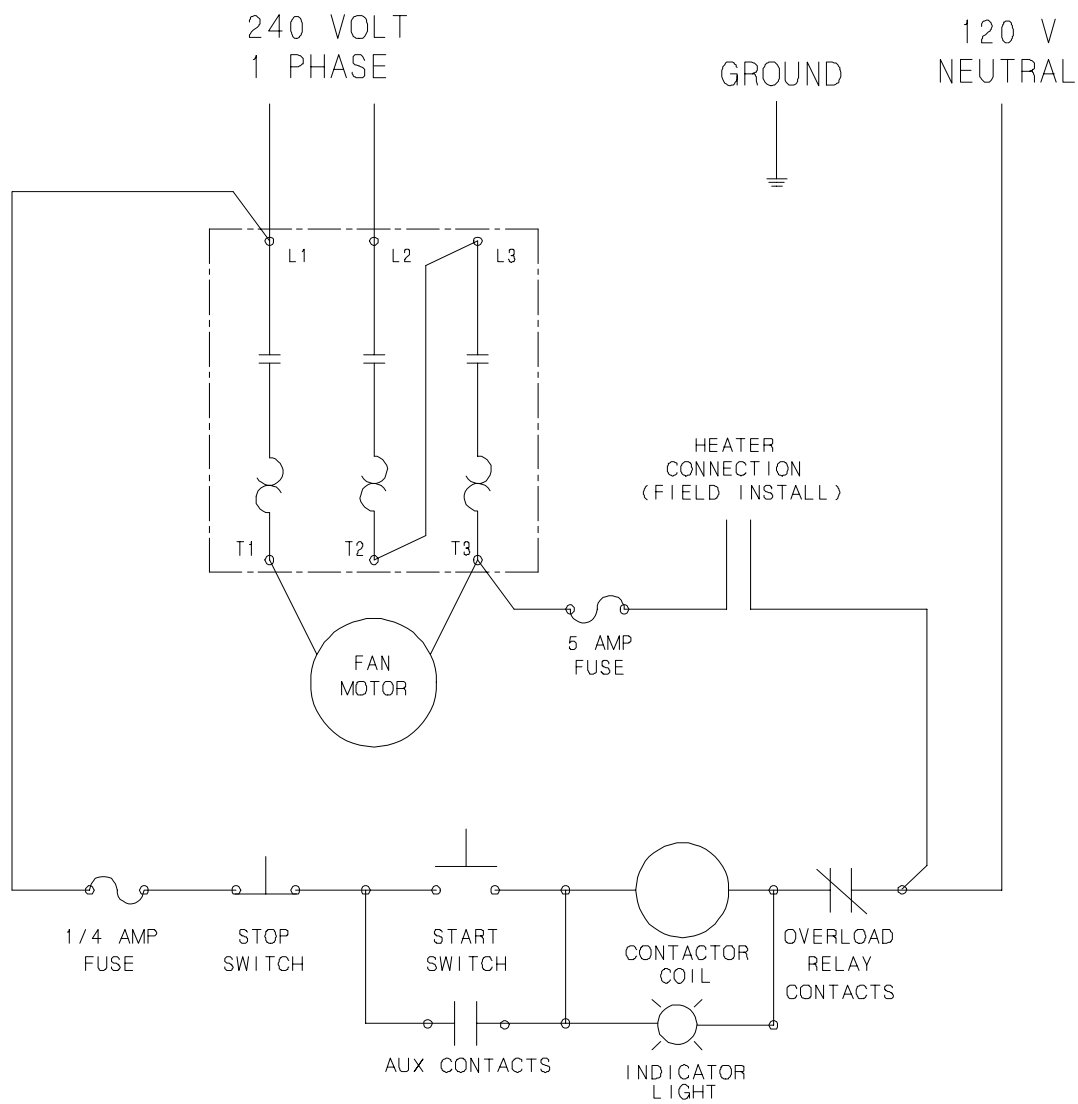 240 VOLT
1 PHASE
GROUND
120 V
NEUTRAL
L1
L2
L3
HEATER
CONNECTION
(FIELD INSTALL)
T1
T2
T3
5 AMP
FUSE
FAN
MOTOR
1/4 AMP
FUSE
STOP
SWITCH
START
SWITCH
CONTACTOR
COIL
OVERLOAD
RELAY
CONTACTS
AUX CONTACTS
INDICATOR
LIGHT